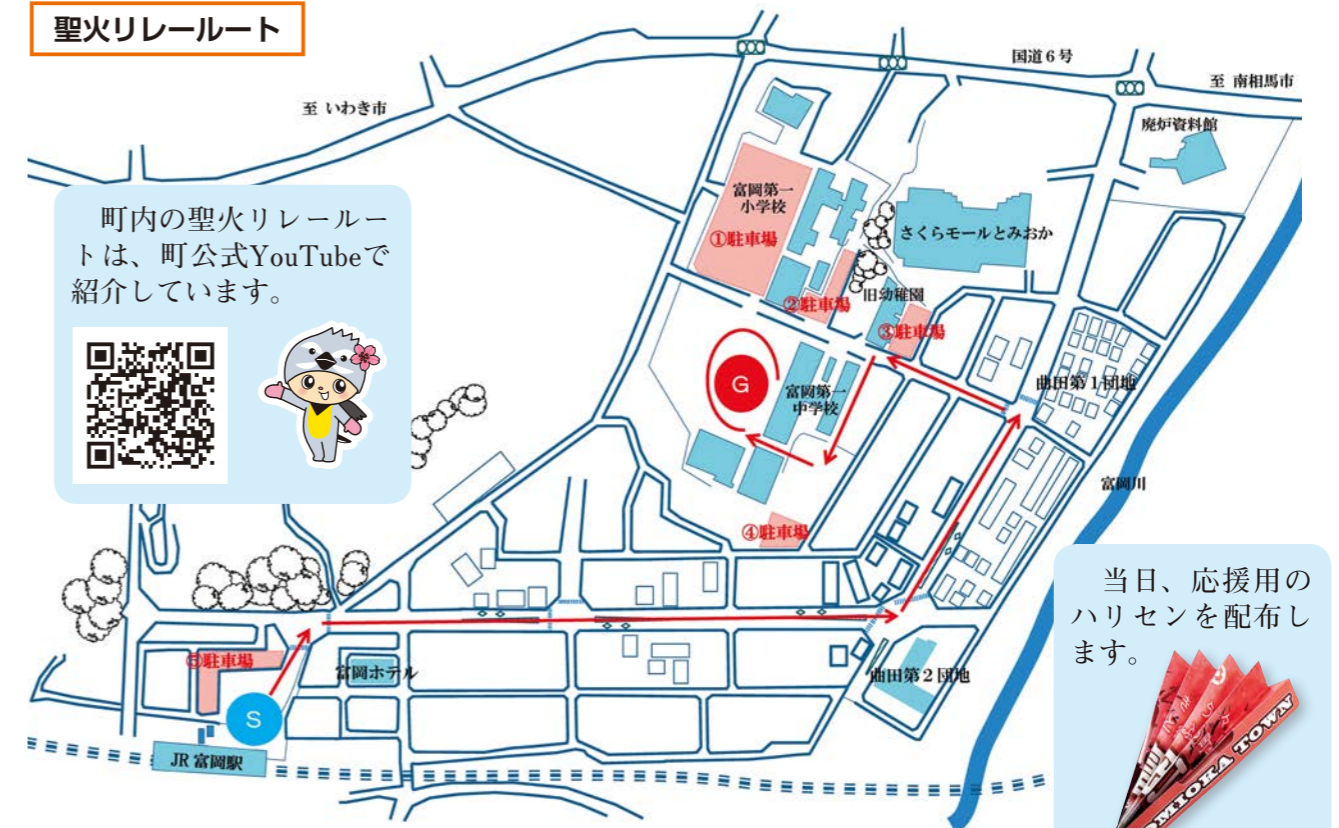 聖火リレールート
国道6号
至 いわき市
至 南相馬市
廃炉資料館
町内の聖火リレールー
トは、町公式YouTubeで
紹介しています。
富岡第一
小学校
①駐車場
さくらモールとみおか
②駐車場
旧幼稚園
③駐車場
G
富岡第一
中学校
曲田第1団地
富岡川
④駐車場
当日、応援用の
ハリセンを配布し
ます。
⑤駐車場
富岡ホテル
曲田第2団地
S
JR 富岡駅
TOMIOKA TOWN